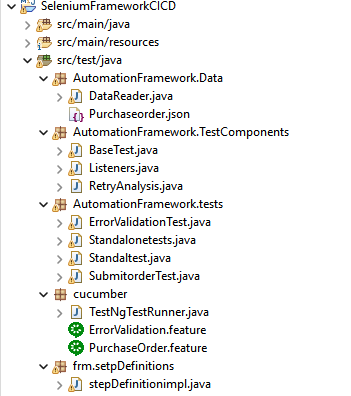 SeleniumFrameworkCICD
src/main/java
src/main/resources
src/test/java
AutomationFramework.Data
DataReader.java
Purchaseorder.json
AutomationFramework.TestComponents
BaseTest.java
Listeners.java
RetryAnalysis.java
AutomationFramework.tests
ErrorValidationTest.java
Standalonetests.java
Standaltest.java
SubmitorderTest.java
cucumber
TestNgTestRunner.java
ErrorValidation.feature
PurchaseOrder.feature
frm.setpDefinitions
stepDefinitionimpl.java